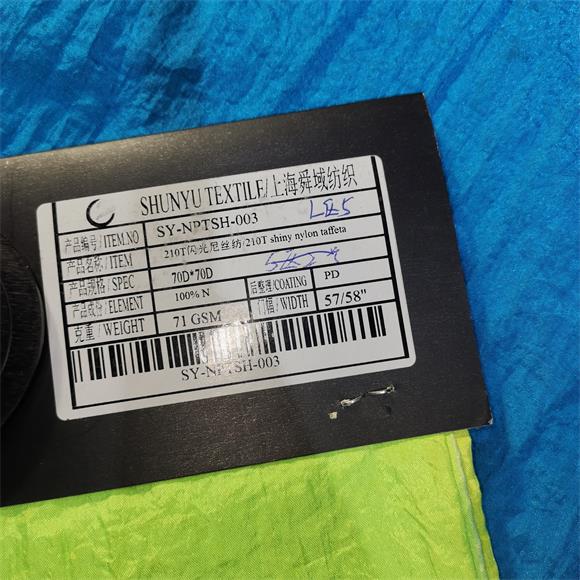 SHUNYU TEXTILE/上海舜域纺织
产品编号/ITEM.NO SY-NPTSH-003
产品名称/ITEM 210T闪光尼丝纺/210T shiny nylon taffeta
产品规格/SPEC 70D*70D 后整理/COATING PD
产品成份/ELEMENT 100% N 门幅/WIDTH 57/58"
克重/WEIGHT 71 GSM
SY-NPTSH-003